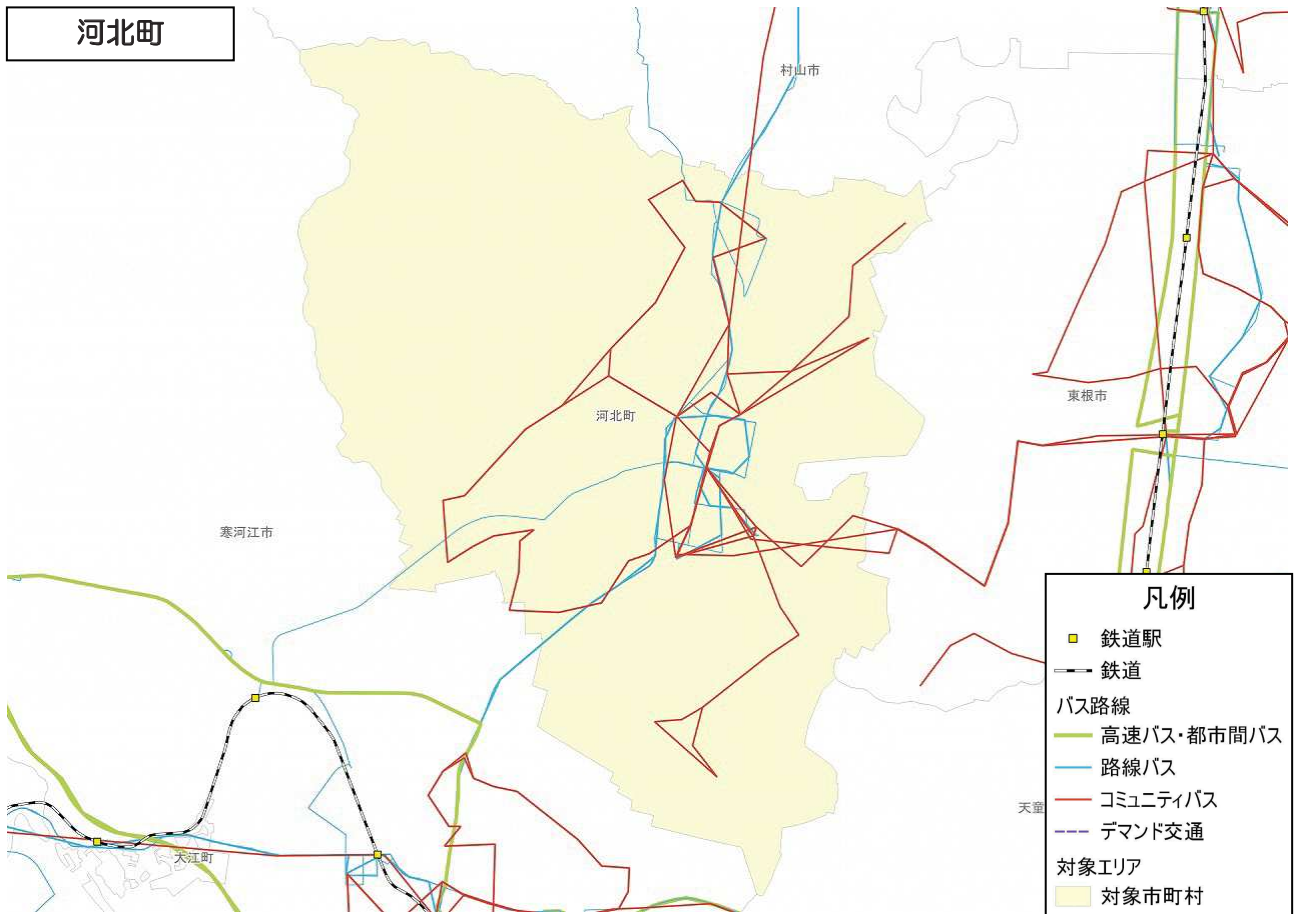 河北町
村山市
東根市
河北町
寒河江市
天童
大江町
凡例
鉄道駅
鉄道
バス路線
高速バス・都市間バス
路線バス
コミュニティバス
デマンド交通
対象エリア
対象市町村